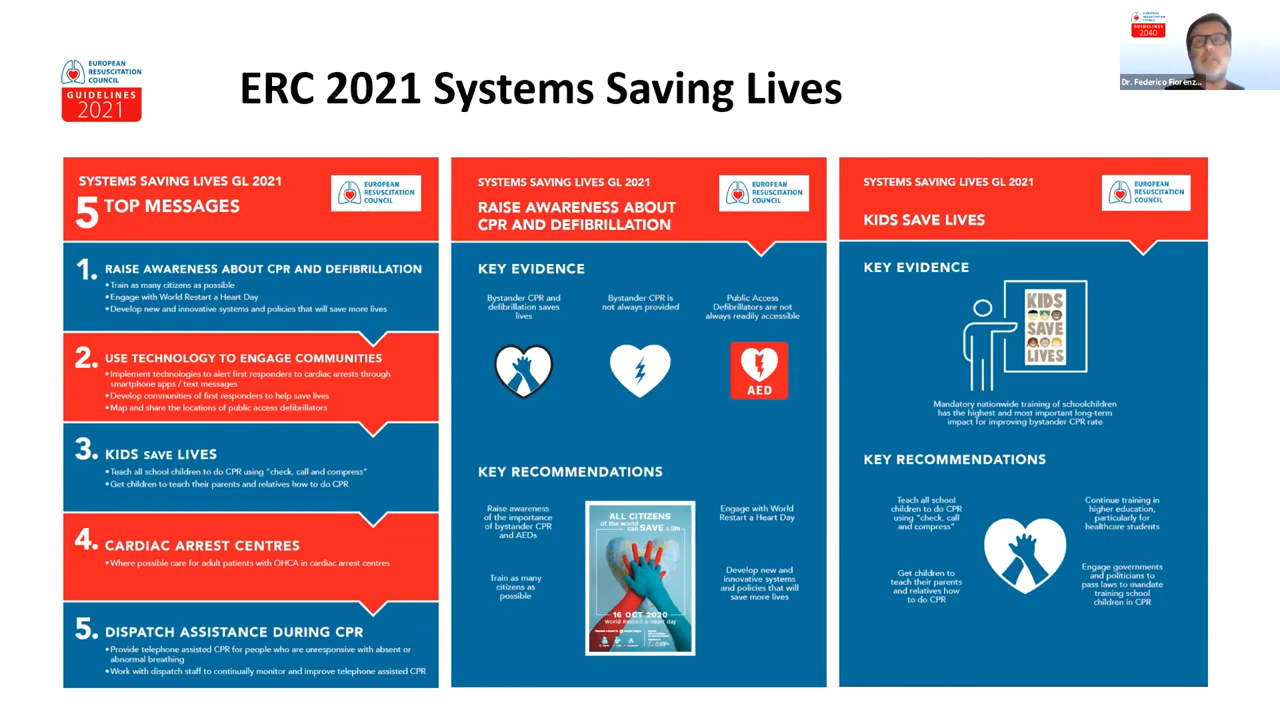 EUROPEAN
RESUSCITATION
COUNCIL
GUIDELINES
2021
ERC 2021 Systems Saving Lives
EUROPEAN
RESUSCITATION
COUNCIL
GUIDELINES
2040
Dr. Federico Fiorenz...
SYSTEMS SAVING LIVES GL 2021
5 TOP MESSAGES
EUROPEAN
RESUSCITATION
COUNCIL
1. RAISE AWARENESS ABOUT CPR AND DEFIBRILLATION
• Train as many citizens as possible
• Engage with World Restart a Heart Day
• Develop new and innovative systems and policies that will save more lives
2. USE TECHNOLOGY TO ENGAGE COMMUNITIES
• Implement technologies to alert first responders to cardiac arrests through
smartphone apps / text messages
• Develop communities of first responders to help save lives
• Map and share the locations of public access defibrillators
3. KIDS SAVE LIVES
• Teach all school children to do CPR using "check, call and compress"
• Get children to teach their parents and relatives how to do CPR
4. CARDIAC ARREST CENTRES
• Where possible care for adult patients with OHCA in cardiac arrest centres
5. DISPATCH ASSISTANCE DURING CPR
• Provide telephone assisted CPR for people who are unresponsive with absent or
abnormal breathing
• Work with dispatch staff to continually monitor and improve telephone assisted CPR
SYSTEMS SAVING LIVES GL 2021
RAISE AWARENESS ABOUT
CPR AND DEFIBRILLATION
EUROPEAN
RESUSCITATION
COUNCIL
KEY EVIDENCE
Bystander CPR and
defibrillation saves
lives
Bystander CPR is
not always provided
Public Access
Defibrillators are not
always readily accessible
AED
KEY RECOMMENDATIONS
Raise awareness
of the importance
of bystander CPR
and AEDs
Train as many
citizens as
possible
ALL CITIZENS
of the world
can SAVE a life
16 OCT 2020
World Restart a Heart day
Engage with World
Restart a Heart Day
Develop new and
innovative systems
and policies that will
save more lives
SYSTEMS SAVING LIVES GL 2021
KIDS SAVE LIVES
EUROPEAN
RESUSCITATION
COUNCIL
KEY EVIDENCE
KIDS
SAVE
LIVES
Mandatory nationwide training of schoolchildren
has the highest and most important long-term
impact for improving bystander CPR rate
KEY RECOMMENDATIONS
Teach all school
children to do CPR
using "check, call
and compress"
Get children to
teach their parents
and relatives how
to do CPR
Continue training in
higher education,
particularly for
healthcare students
Engage governments
and politicians to
pass laws to mandate
training school
children in CPR